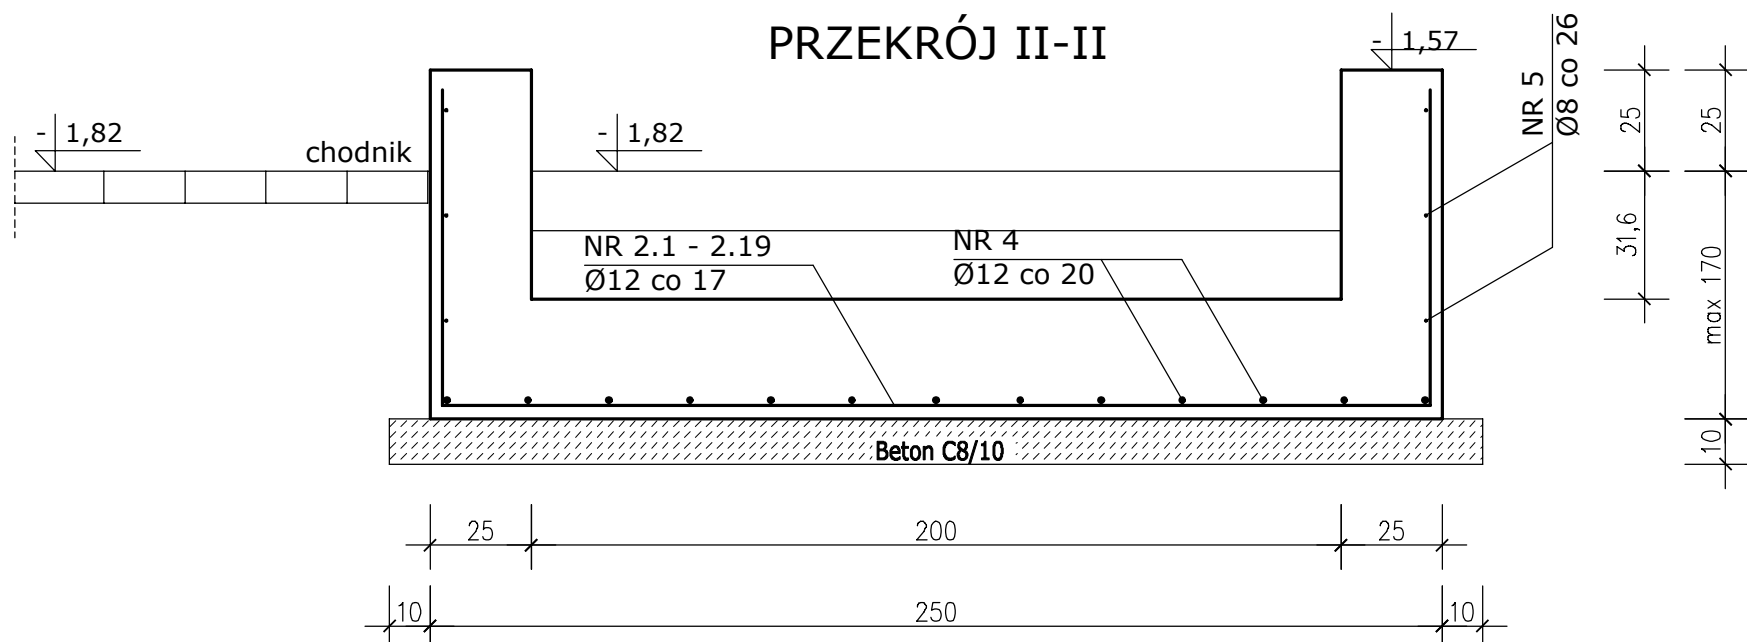 PRZEKRÓJ II-II
- 1,57
- 1,82
chodnik
- 1,82
NR 5
Ø8 co 26
25
25
31,6
max 170
10
NR 2.1 - 2.19
Ø12 co 17
NR 4
Ø12 co 20
Beton C8/10
25
200
25
10
250
10